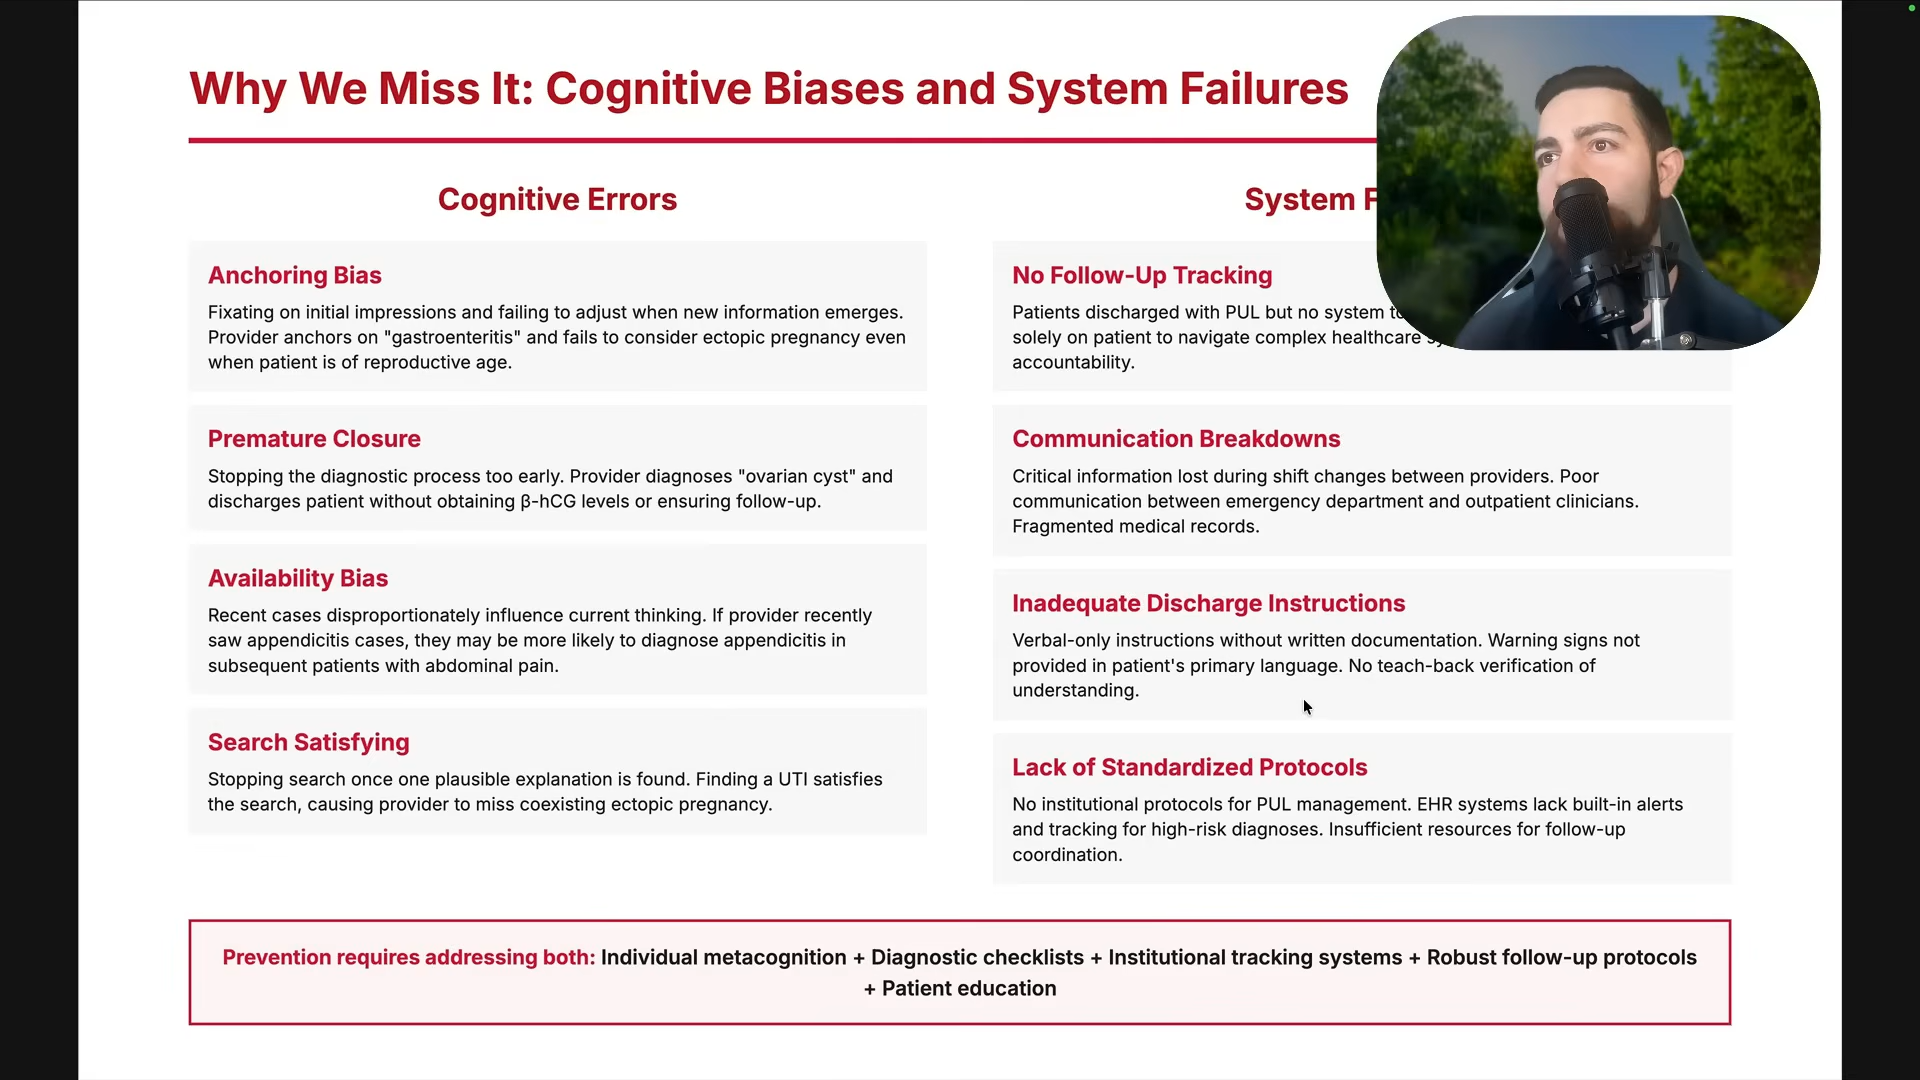 Why We Miss It: Cognitive Biases and System Failures
Cognitive Errors
Anchoring Bias
Fixating on initial impressions and failing to adjust when new information emerges.
Provider anchors on "gastroenteritis" and fails to consider ectopic pregnancy even
when patient is of reproductive age.
Premature Closure
Stopping the diagnostic process too early. Provider diagnoses "ovarian cyst" and
discharges patient without obtaining β-hCG levels or ensuring follow-up.
Availability Bias
Recent cases disproportionately influence current thinking. If provider recently
saw appendicitis cases, they may be more likely to diagnose appendicitis in
subsequent patients with abdominal pain.
Search Satisfying
Stopping search once one plausible explanation is found. Finding a UTI satisfies
the search, causing provider to miss coexisting ectopic pregnancy.
System
No Follow-Up Tracking
Patients discharged with PUL but no system
solely on patient to navigate complex healthcare
accountability.
Communication Breakdowns
Critical information lost during shift changes between providers. Poor
communication between emergency department and outpatient clinicians.
Fragmented medical records.
Inadequate Discharge Instructions
Verbal-only instructions without written documentation. Warning signs not
provided in patient's primary language. No teach-back verification of
understanding.
Lack of Standardized Protocols
No institutional protocols for PUL management. EHR systems lack built-in alerts
and tracking for high-risk diagnoses. Insufficient resources for follow-up
coordination.
Prevention requires addressing both: Individual metacognition + Diagnostic checklists + Institutional tracking systems + Robust follow-up protocols
+ Patient education